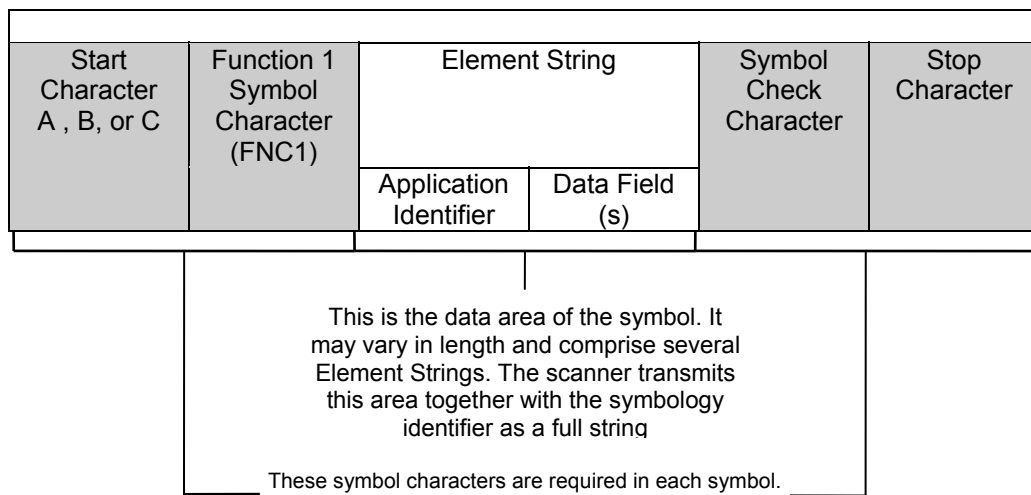 Start
Character
A , B, or C
Function 1
Symbol
Character
(FNC1)
Element String
Application
Identifier
Data Field
(s)
Symbol
Check
Character
Stop
Character
This is the data area of the symbol. It
may vary in length and comprise several
Element Strings. The scanner transmits
this area together with the symbology
identifier as a full string
These symbol characters are required in each symbol.